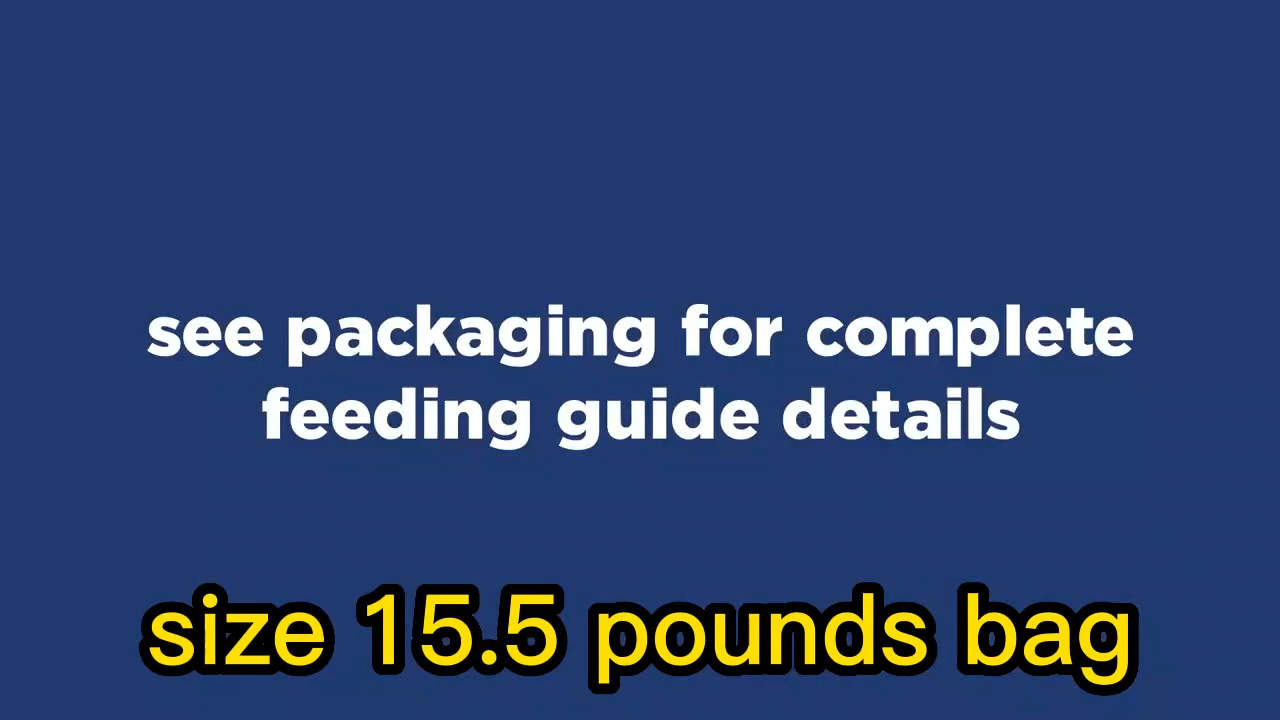 see packaging for complete
feeding guide details
size 15.5 pounds bag